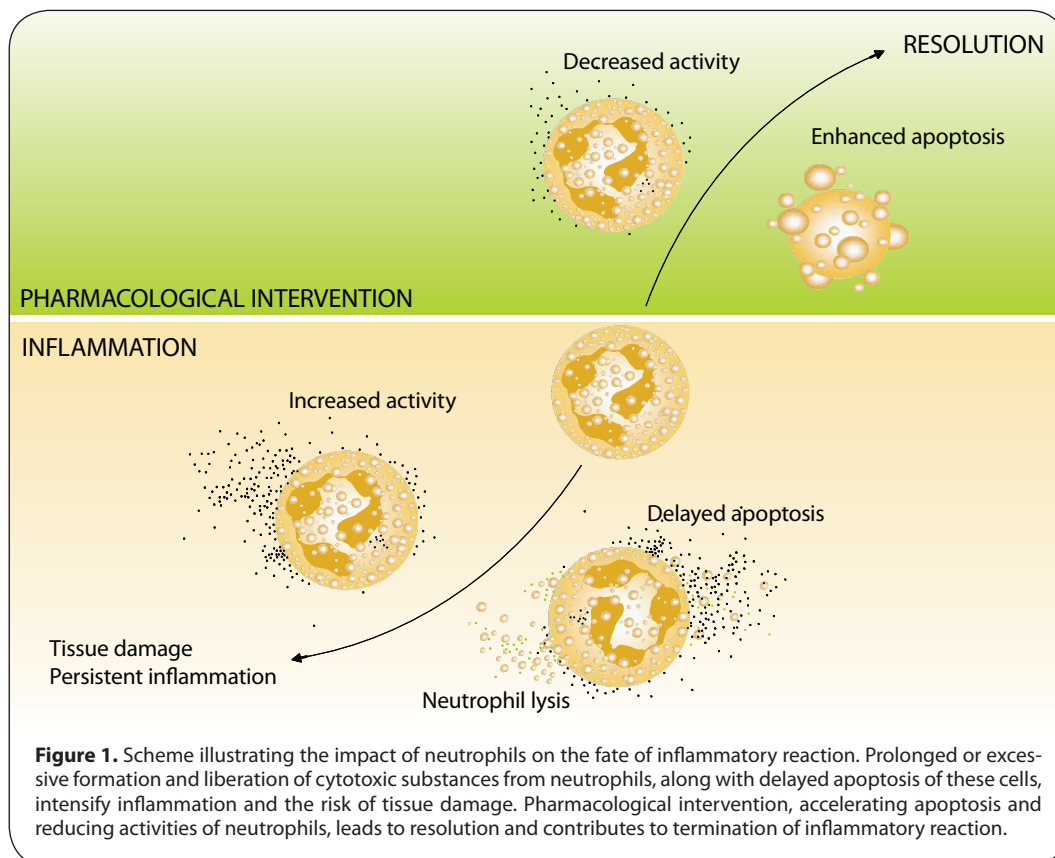 RESOLUTION
Decreased activity
Enhanced apoptosis
PHARMACOLOGICAL INTERVENTION
INFLAMMATION
Increased activity
Delayed apoptosis
Tissue damage
Persistent inflammation
Neutrophil lysis
Figure 1. Scheme illustrating the impact of neutrophils on the fate of inflammatory reaction. Prolonged or exces-
sive formation and liberation of cytotoxic substances from neutrophils, along with delayed apoptosis of these cells,
intensify inflammation and the risk of tissue damage. Pharmacological intervention, accelerating apoptosis and
reducing activities of neutrophils, leads to resolution and contributes to termination of inflammatory reaction.